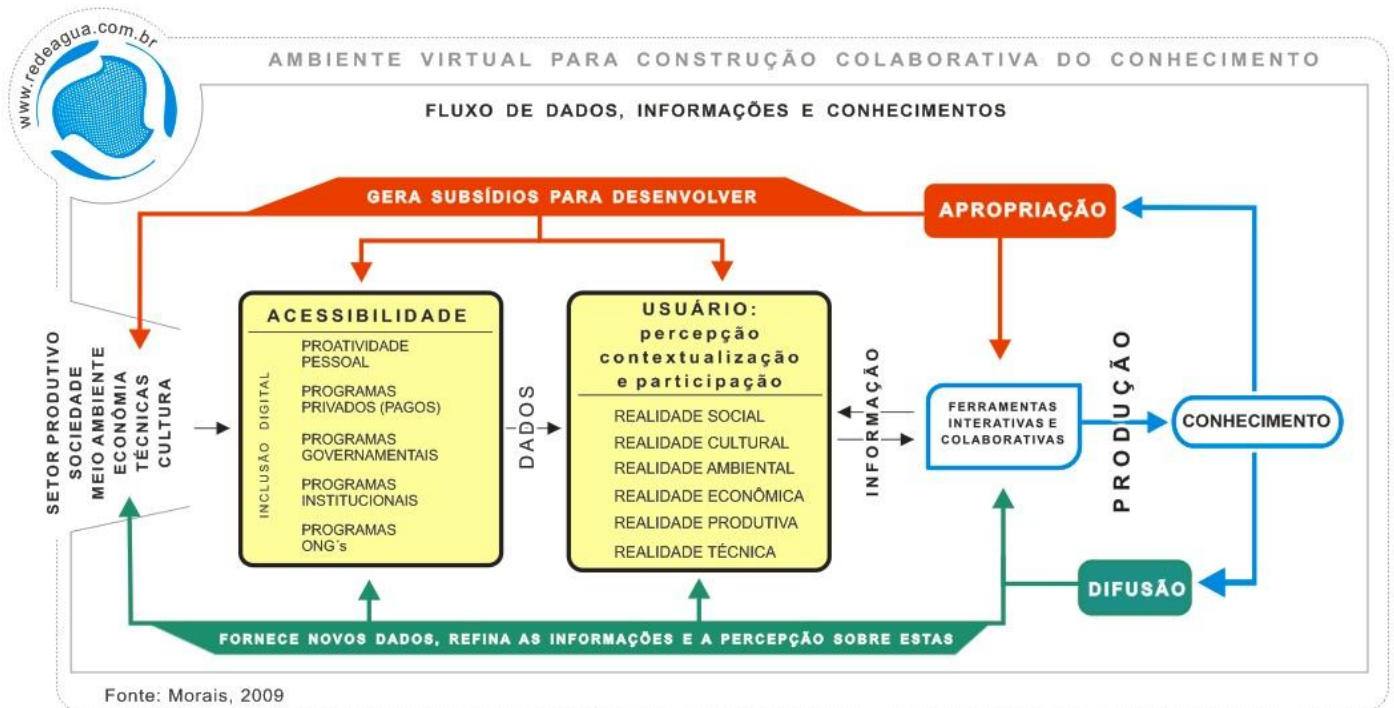 www.redeagua.com.br
AMBIENTE VIRTUAL PARA CONSTRUÇÃO COLABORATIVA DO CONHECIMENTO
FLUXO DE DADOS, INFORMAÇÕES E CONHECIMENTOS
GERA SUBSÍDIOS PARA DESENVOLVER
APROPRIAÇÃO
SETOR PRODUTIVO
SOCIEDADE
MEIO AMBIENTE
ECONÔMIA
TÉCNICAS
CULTURA
ACESSIBILIDADE
INCLUSÃO DIGITAL
PROATIVIDADE
PESSOAL
PROGRAMAS
PRIVADOS (PAGOS)
PROGRAMAS
GOVERNAMENTAIS
PROGRAMAS
INSTITUCIONAIS
PROGRAMAS
ONG´s
DADOS
USUÁRIO:
percepção
contextualização
e participação
REALIDADE SOCIAL
REALIDADE CULTURAL
REALIDADE AMBIENTAL
REALIDADE ECONÔMICA
REALIDADE PRODUTIVA
REALIDADE TÉCNICA
INFORMAÇÃO
FERRAMENTAS
INTERATIVAS E
COLABORATIVAS
PRODUÇÃO
CONHECIMENTO
DIFUSÃO
FORNECE NOVOS DADOS, REFINA AS INFORMAÇÕES E A PERCEPÇÃO SOBRE ESTAS
Fonte: Morais, 2009